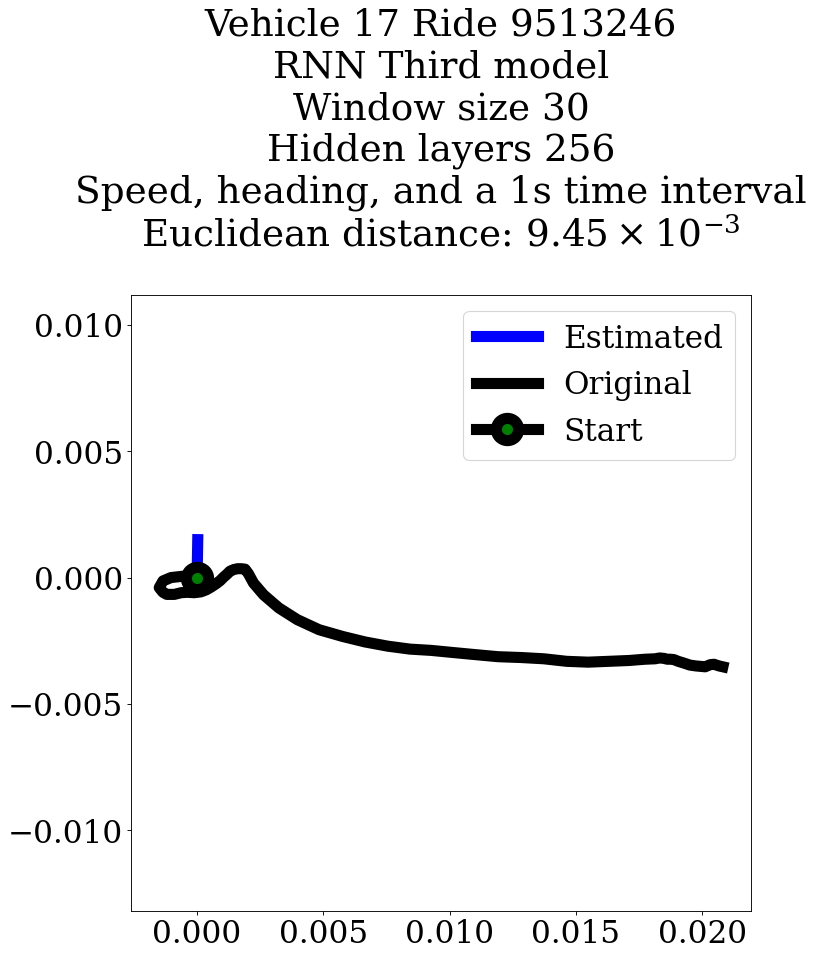 Vehicle 17 Ride 9513246
RNN Third model
Window size 30
Hidden layers 256
Speed, heading, and a 1s time interval
Euclidean distance: 9.45 × 10⁻³
Estimated
Original
Start
0.010
0.005
0.000
−0.005
−0.010
0.000 0.005 0.010 0.015 0.020